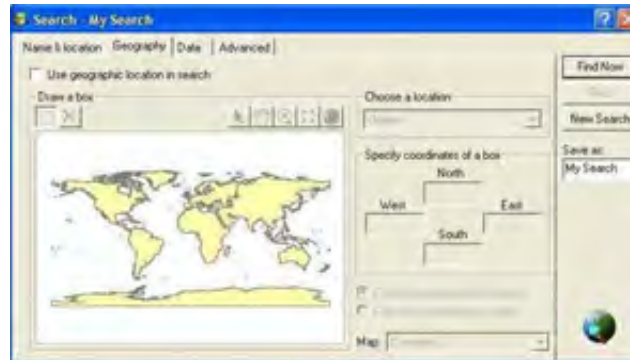 Search - My Search
Name & location Geography Date Advanced
Use geographic location in search
Find Now
Draw a box
Choose a location
New Search
Specify coordinates of a box
Save as:
North
My Search
West East
South
Map: